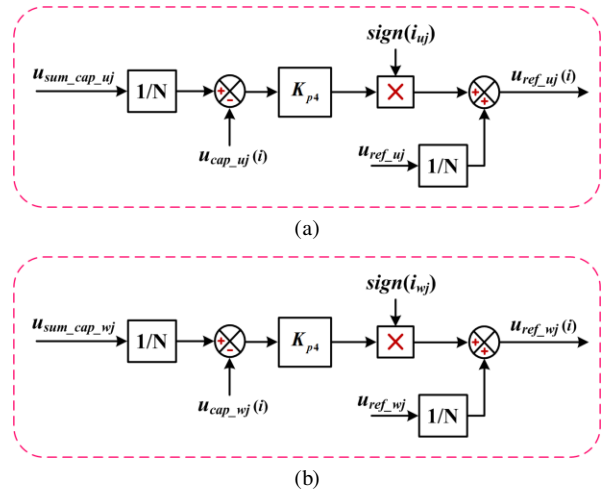 sign(i_uj)
u_sum_cap_uj
1/N
+
-
K_p4
×
+
+
u_ref_uj(i)
u_cap_uj(i)
u_ref_uj
1/N
(a)
sign(i_wj)
u_sum_cap_wj
1/N
+
-
K_p4
×
+
+
u_ref_wj(i)
u_cap_wj(i)
u_ref_wj
1/N
(b)